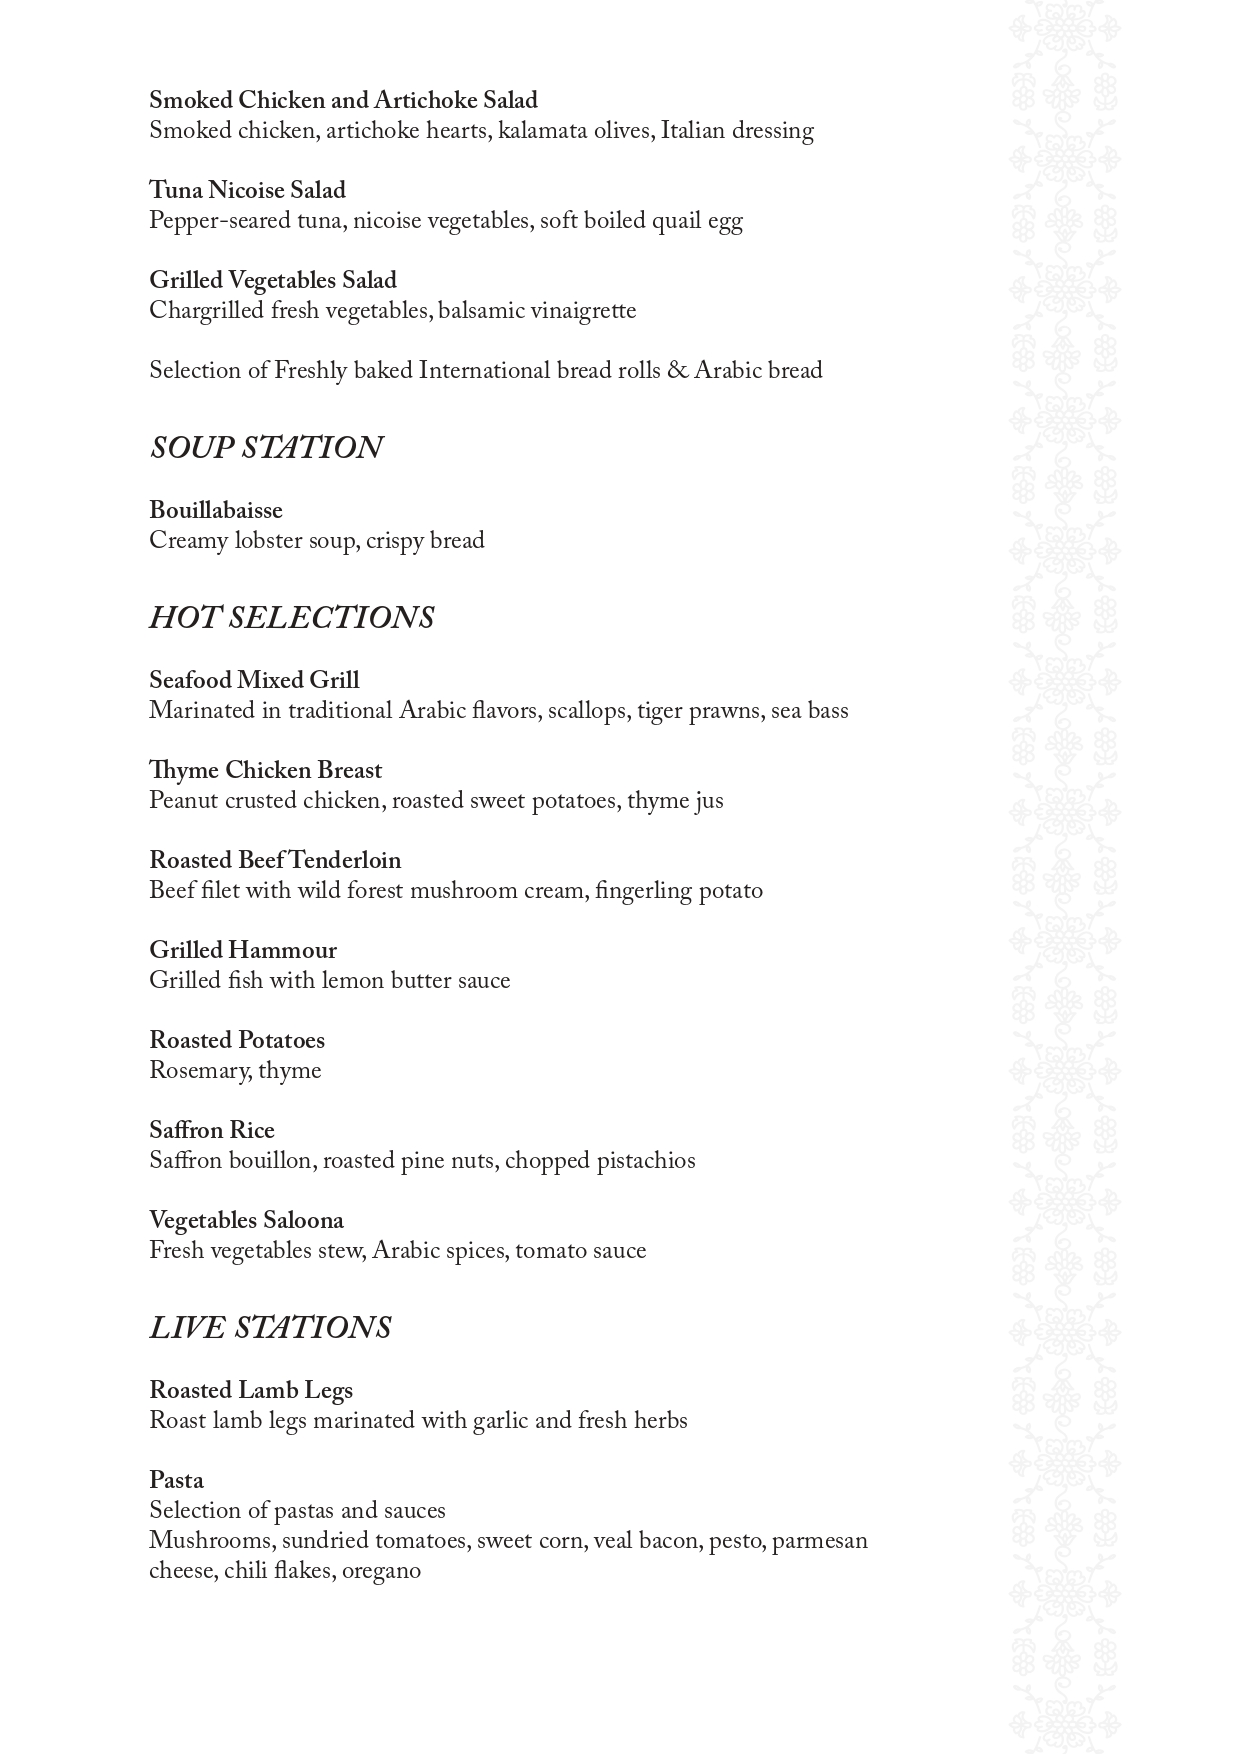 Smoked Chicken and Artichoke Salad
Smoked chicken, artichoke hearts, kalamata olives, Italian dressing
Tuna Nicoise Salad
Pepper-seared tuna, nicoise vegetables, soft boiled quail egg
Grilled Vegetables Salad
Chargrilled fresh vegetables, balsamic vinaigrette
Selection of Freshly baked International bread rolls & Arabic bread
SOUP STATION
Bouillabaisse
Creamy lobster soup, crispy bread
HOT SELECTIONS
Seafood Mixed Grill
Marinated in traditional Arabic flavors, scallops, tiger prawns, sea bass
Thyme Chicken Breast
Peanut crusted chicken, roasted sweet potatoes, thyme jus
Roasted Beef Tenderloin
Beef filet with wild forest mushroom cream, fingerling potato
Grilled Hammour
Grilled fish with lemon butter sauce
Roasted Potatoes
Rosemary, thyme
Saffron Rice
Saffron bouillon, roasted pine nuts, chopped pistachios
Vegetables Saloona
Fresh vegetables stew, Arabic spices, tomato sauce
LIVE STATIONS
Roasted Lamb Legs
Roast lamb legs marinated with garlic and fresh herbs
Pasta
Selection of pastas and sauces
Mushrooms, sundried tomatoes, sweet corn, veal bacon, pesto, parmesan
cheese, chili flakes, oregano